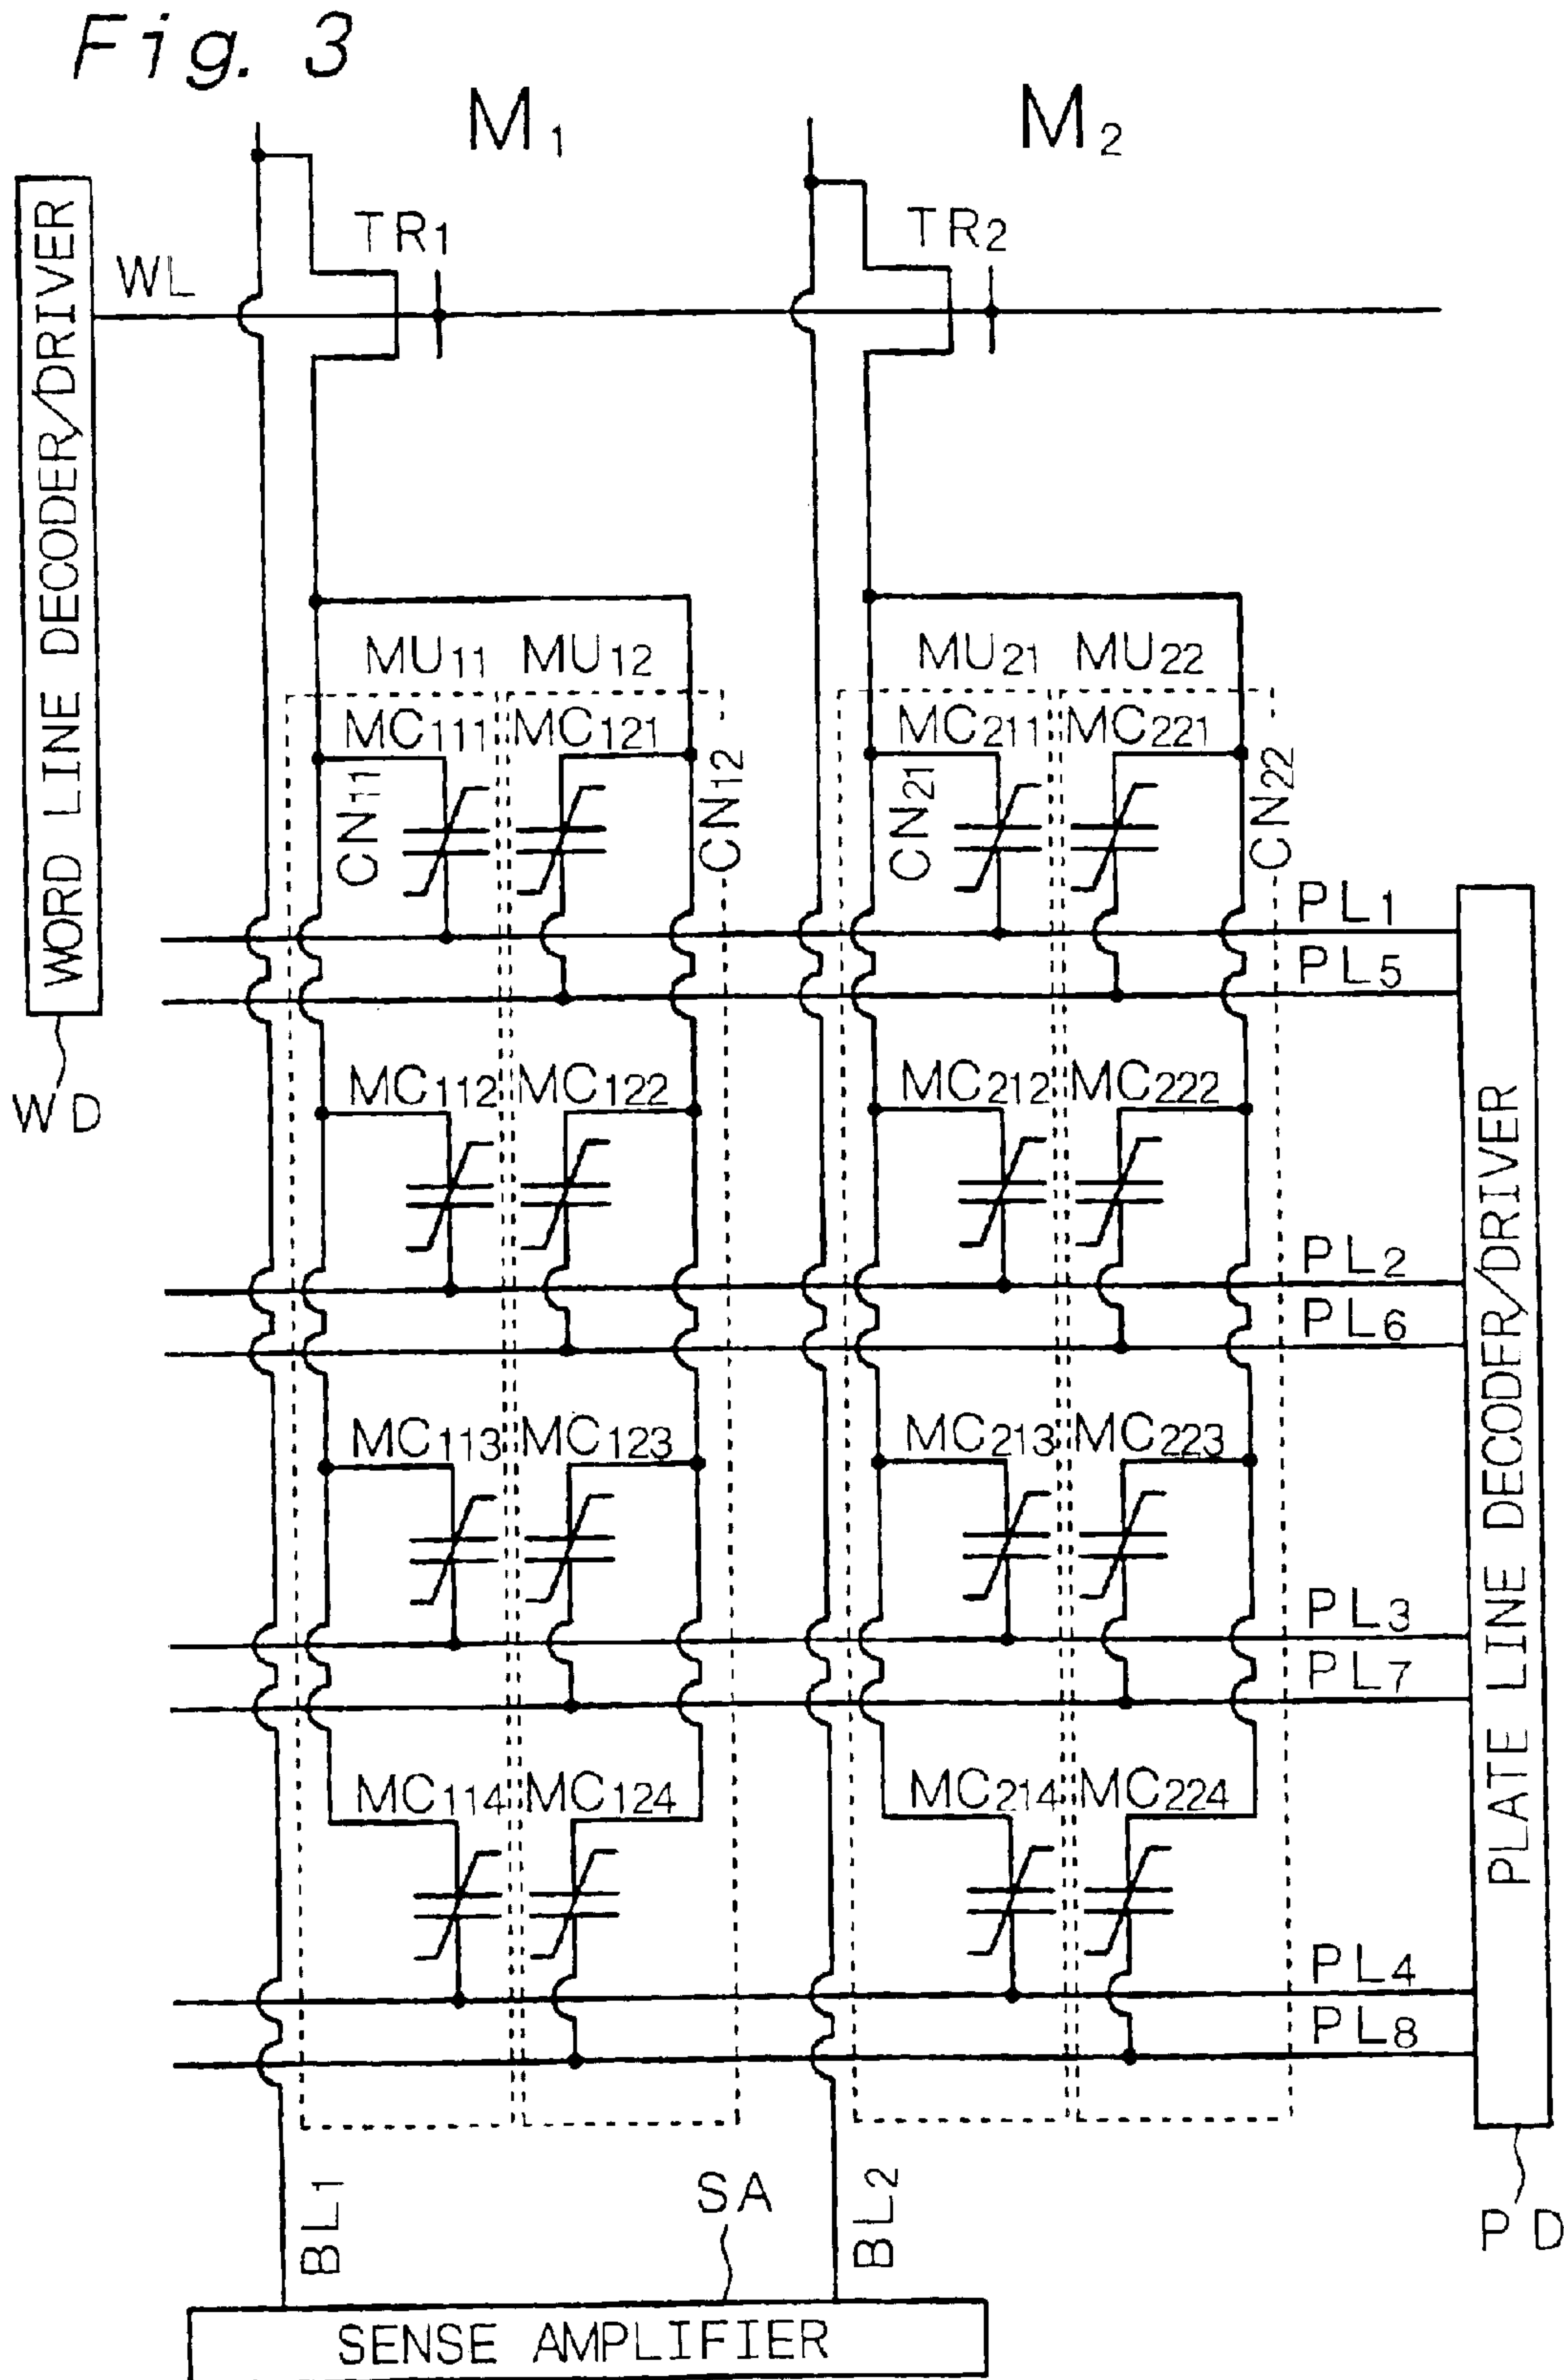 Fig. 3
M1 M2
WORD LINE DECODER/DRIVER
WL
TR1 TR2
MU11 MU12 MU21 MU22
MC111 MC121 MC211 MC221
CN11 CN12 CN21 CN22
PL1
PL5
WD
MC112 MC122 MC212 MC222
PL2
PL6
MC113 MC123 MC213 MC223
PL3
PL7
PLATE LINE DECODER/DRIVER
MC114 MC124 MC214 MC224
PL4
PL8
BL1 SA BL2
PD
SENSE AMPLIFIER